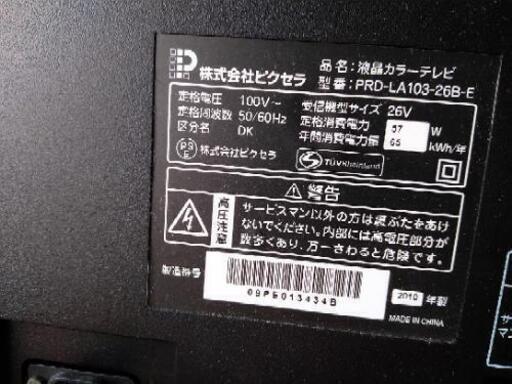 品名：液晶カラーテレビ
株式会社ピクセラ 型番：PRD-LA103-26B-E
定格電圧 100V～ 受信機型サイズ 26V
定格周波数 50/60Hz 定格消費電力 57 W
区分名 DK 年間消費電力量 65 kWh/年
PS E 株式会社ピクセラ TÜVRheinland
⚠警告
高圧注意
サービスマン以外の方は裏ぶたをあけ
ないでください。内部には高電圧部分が
数多くあり、万一さわると危険です。
製造番号
09P5013434B
2010 年製
MADE IN CHINA